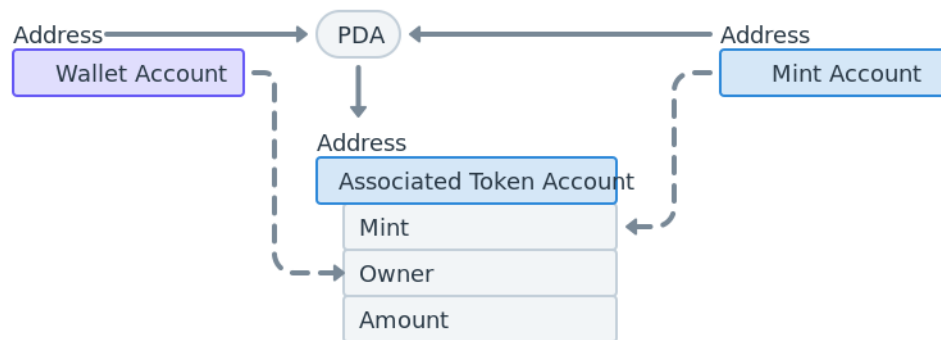 Address
PDA
Address
Wallet Account
Mint Account
Address
Associated Token Account
Mint
Owner
Amount